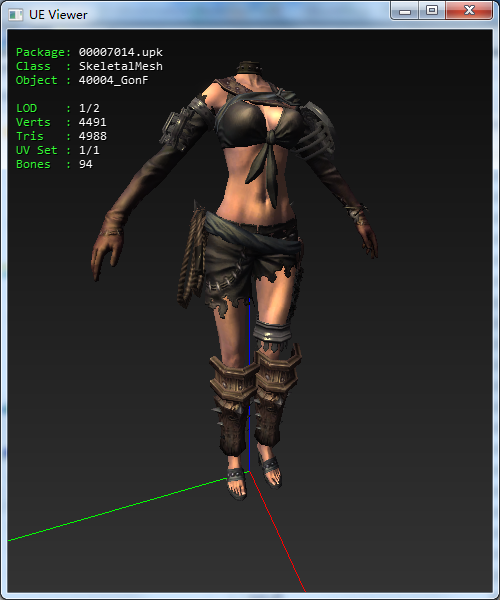 UE Viewer
Package: 00007014.upk
Class : SkeletalMesh
Object : 40004_GonF
LOD : 1/2
Verts : 4491
Tris : 4988
UV Set : 1/1
Bones : 94